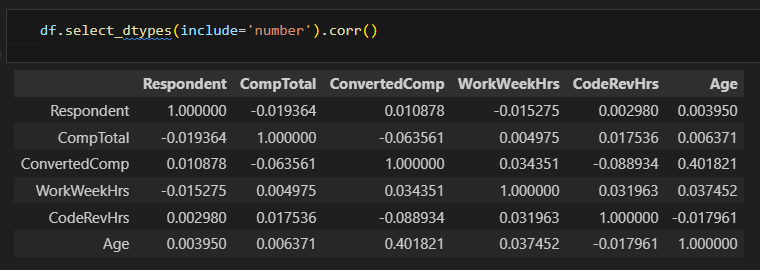 df.select_dtypes(include='number').corr()
Respondent CompTotal ConvertedComp WorkWeekHrs CodeRevHrs Age
Respondent 1.000000 -0.019364 0.010878 -0.015275 0.002980 0.003950
CompTotal -0.019364 1.000000 -0.063561 0.004975 0.017536 0.006371
ConvertedComp 0.010878 -0.063561 1.000000 0.034351 -0.088934 0.401821
WorkWeekHrs -0.015275 0.004975 0.034351 1.000000 0.031963 0.037452
CodeRevHrs 0.002980 0.017536 -0.088934 0.031963 1.000000 -0.017961
Age 0.003950 0.006371 0.401821 0.037452 -0.017961 1.000000